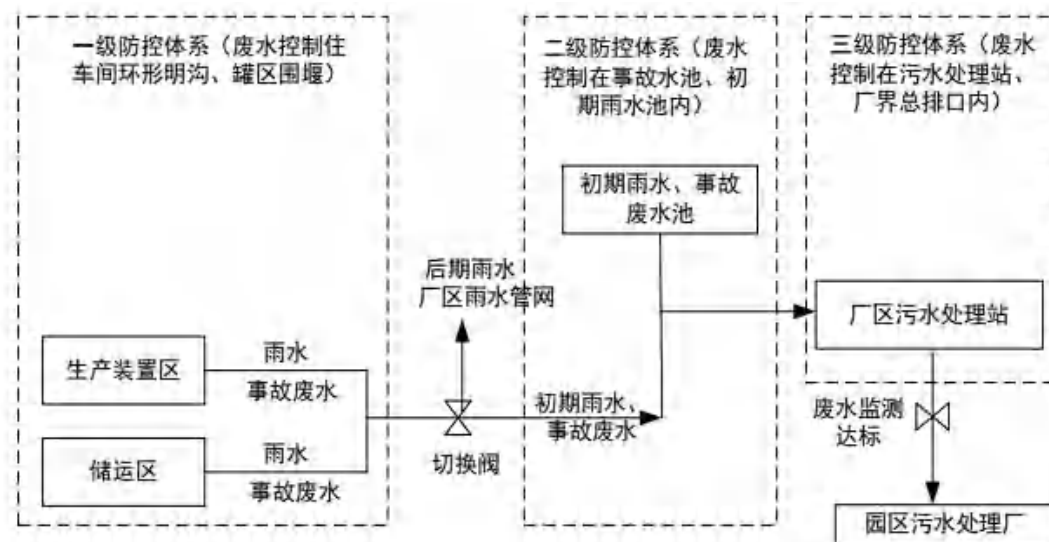 一级防控体系（废水控制住
车间环形明沟、罐区围堰）
二级防控体系（废水
控制在事故水池、初
期雨水池内）
三级防控体系（废水
控制在污水处理站、
厂界总排口内）
初期雨水、事故
废水池
后期雨水
厂区雨水管网
厂区污水处理站
生产装置区
雨水
事故废水
初期雨水、
事故废水
切换阀
废水监测
达标
储运区
雨水
事故废水
园区污水处理厂